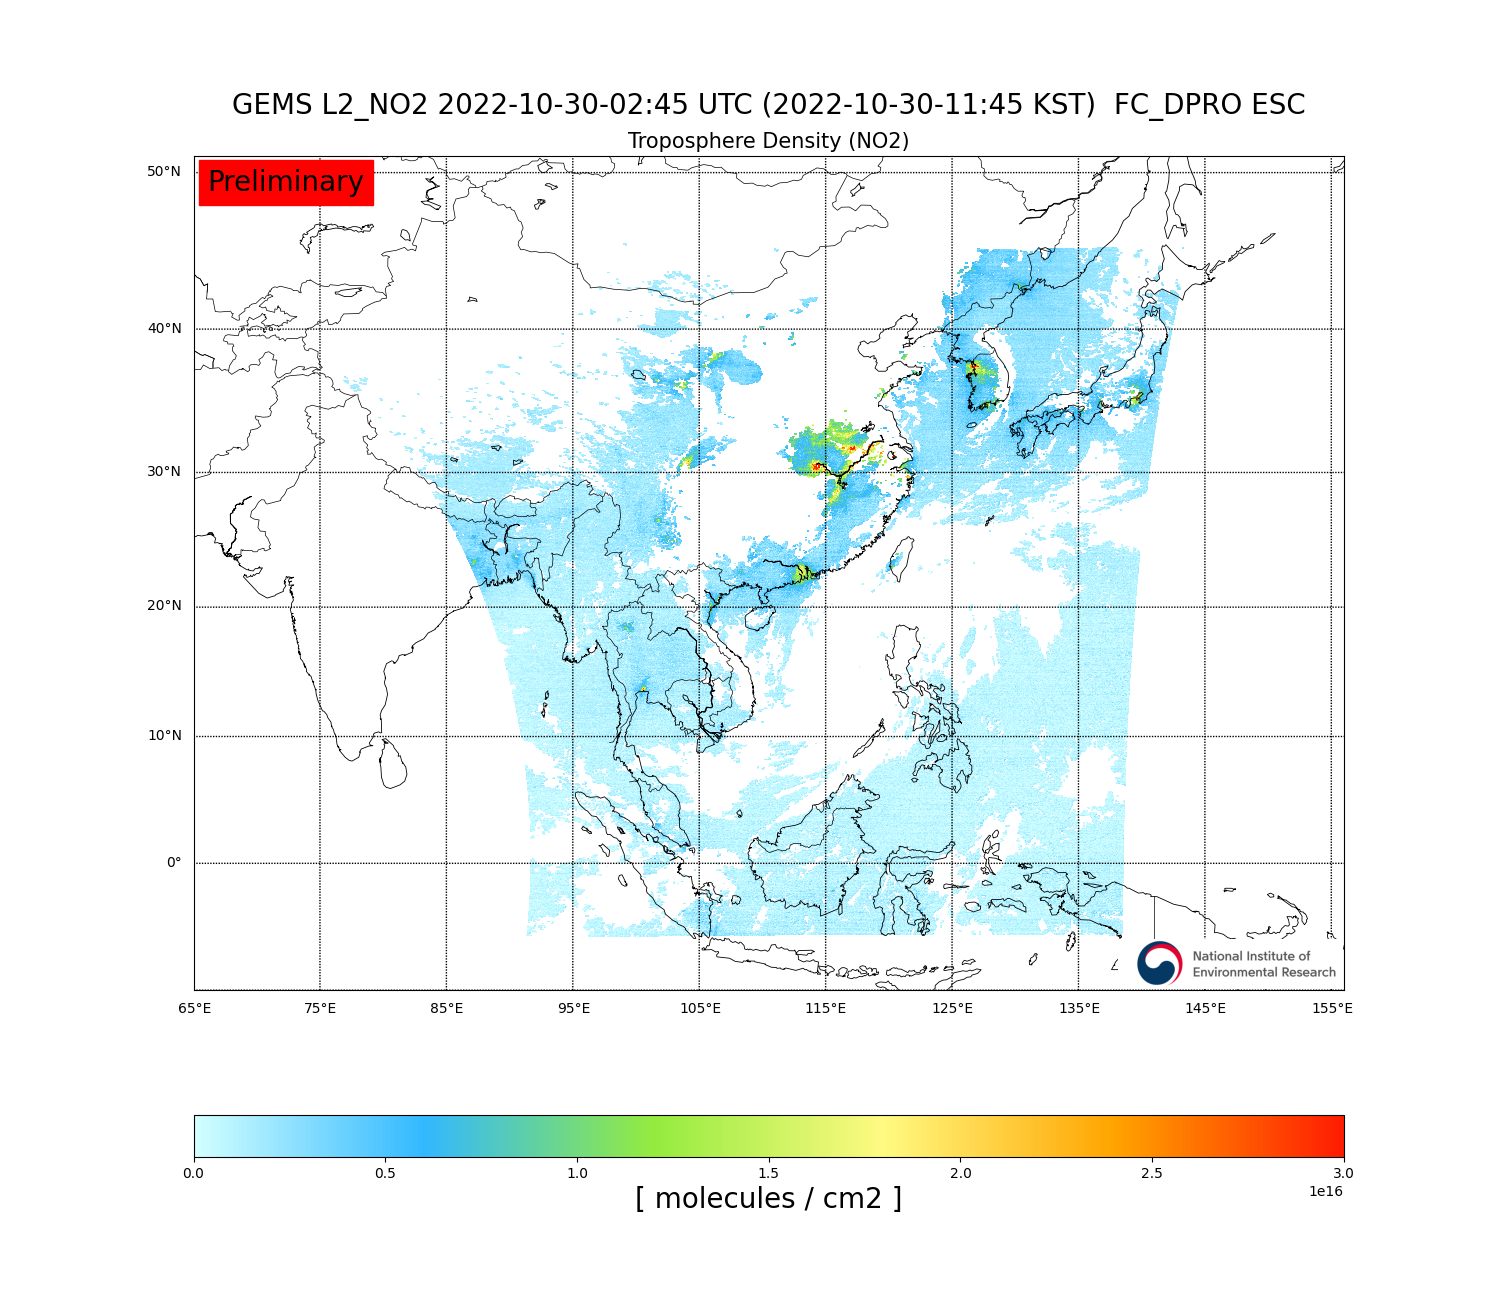 GEMS L2_NO2 2022-10-30-02:45 UTC (2022-10-30-11:45 KST)  FC_DPRO ESC
Troposphere Density (NO2)
Preliminary
50°N
40°N
30°N
20°N
10°N
0°
National Institute of
Environmental Research
65°E 75°E 85°E 95°E 105°E 115°E 125°E 135°E 145°E 155°E
0.0 0.5 1.0 1.5 2.0 2.5 3.0
1e16
[ molecules / cm2 ]